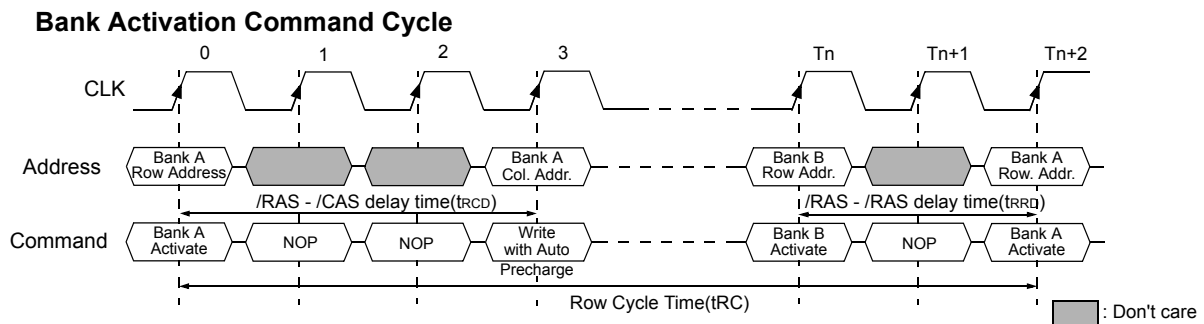 Bank Activation Command Cycle
0 1 2 3 Tn Tn+1 Tn+2
CLK
Address
Bank A
Row Address
Bank A
Col. Addr.
Bank B
Row Addr.
Bank A
Row. Addr.
/RAS - /CAS delay time(tRCD)
/RAS - /RAS delay time(tRRD)
Command
Bank A
Activate
NOP
NOP
Write
with Auto
Precharge
Bank B
Activate
NOP
Bank A
Activate
Row Cycle Time(tRC)
: Don't care